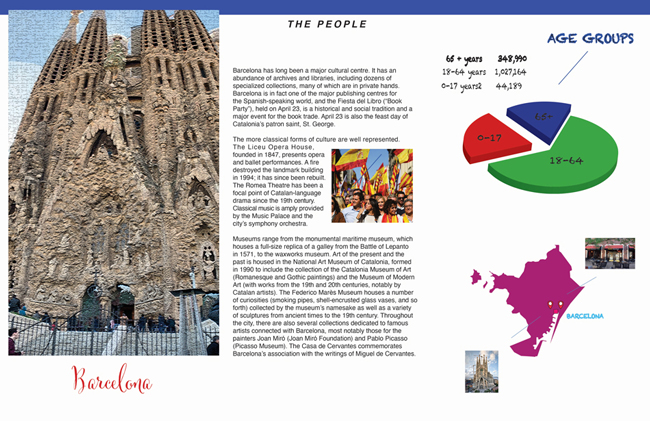 THE PEOPLE
Barcelona has long been a major cultural centre. It has an
abundance of archives and libraries, including dozens of
specialized collections, many of which are in private hands.
Barcelona is in fact one of the major publishing centres for
the Spanish-speaking world, and the Fiesta del Libro (“Book
Party”), held on April 23, is a historical and social tradition and a
major event for the book trade. April 23 is also the feast day of
Catalonia's patron saint, St. George.
The more classical forms of culture are well represented.
The Liceu Opera House,
founded in 1847, presents opera
and ballet performances. A fire
destroyed the landmark building
in 1994; it has since been rebuilt.
The Romea Theatre has been a
focal point of Catalan-language
drama since the 19th century.
Classical music is amply provided
by the Music Palace and the
city's symphony orchestra.
Museums range from the monumental maritime museum, which
houses a full-size replica of a galley from the Battle of Lepanto
in 1571, to the waxworks museum. Art of the present and the
past is housed in the National Art Museum of Catalonia, formed
in 1990 to include the collection of the Catalonia Museum of Art
(Romanesque and Gothic paintings) and the Museum of Modern
Art (with works from the 19th and 20th centuries, notably by
Catalan artists). The Federico Marès Museum houses a number
of curiosities (smoking pipes, shell-encrusted glass vases, and so
forth) collected by the museum's namesake as well as a variety
of sculptures from ancient times to the 19th century. Throughout
the city, there are also several collections dedicated to famous
artists connected with Barcelona, most notably those for the
painters Joan Miró (Joan Miró Foundation) and Pablo Picasso
(Picasso Museum). The Casa de Cervantes commemorates
Barcelona's association with the writings of Miguel de Cervantes.
Barcelona
AGE GROUPS
65 + years 348,990
18-64 years 1,027,164
0-17 years2 44,189
65+
0-17
18-64
BARCELONA